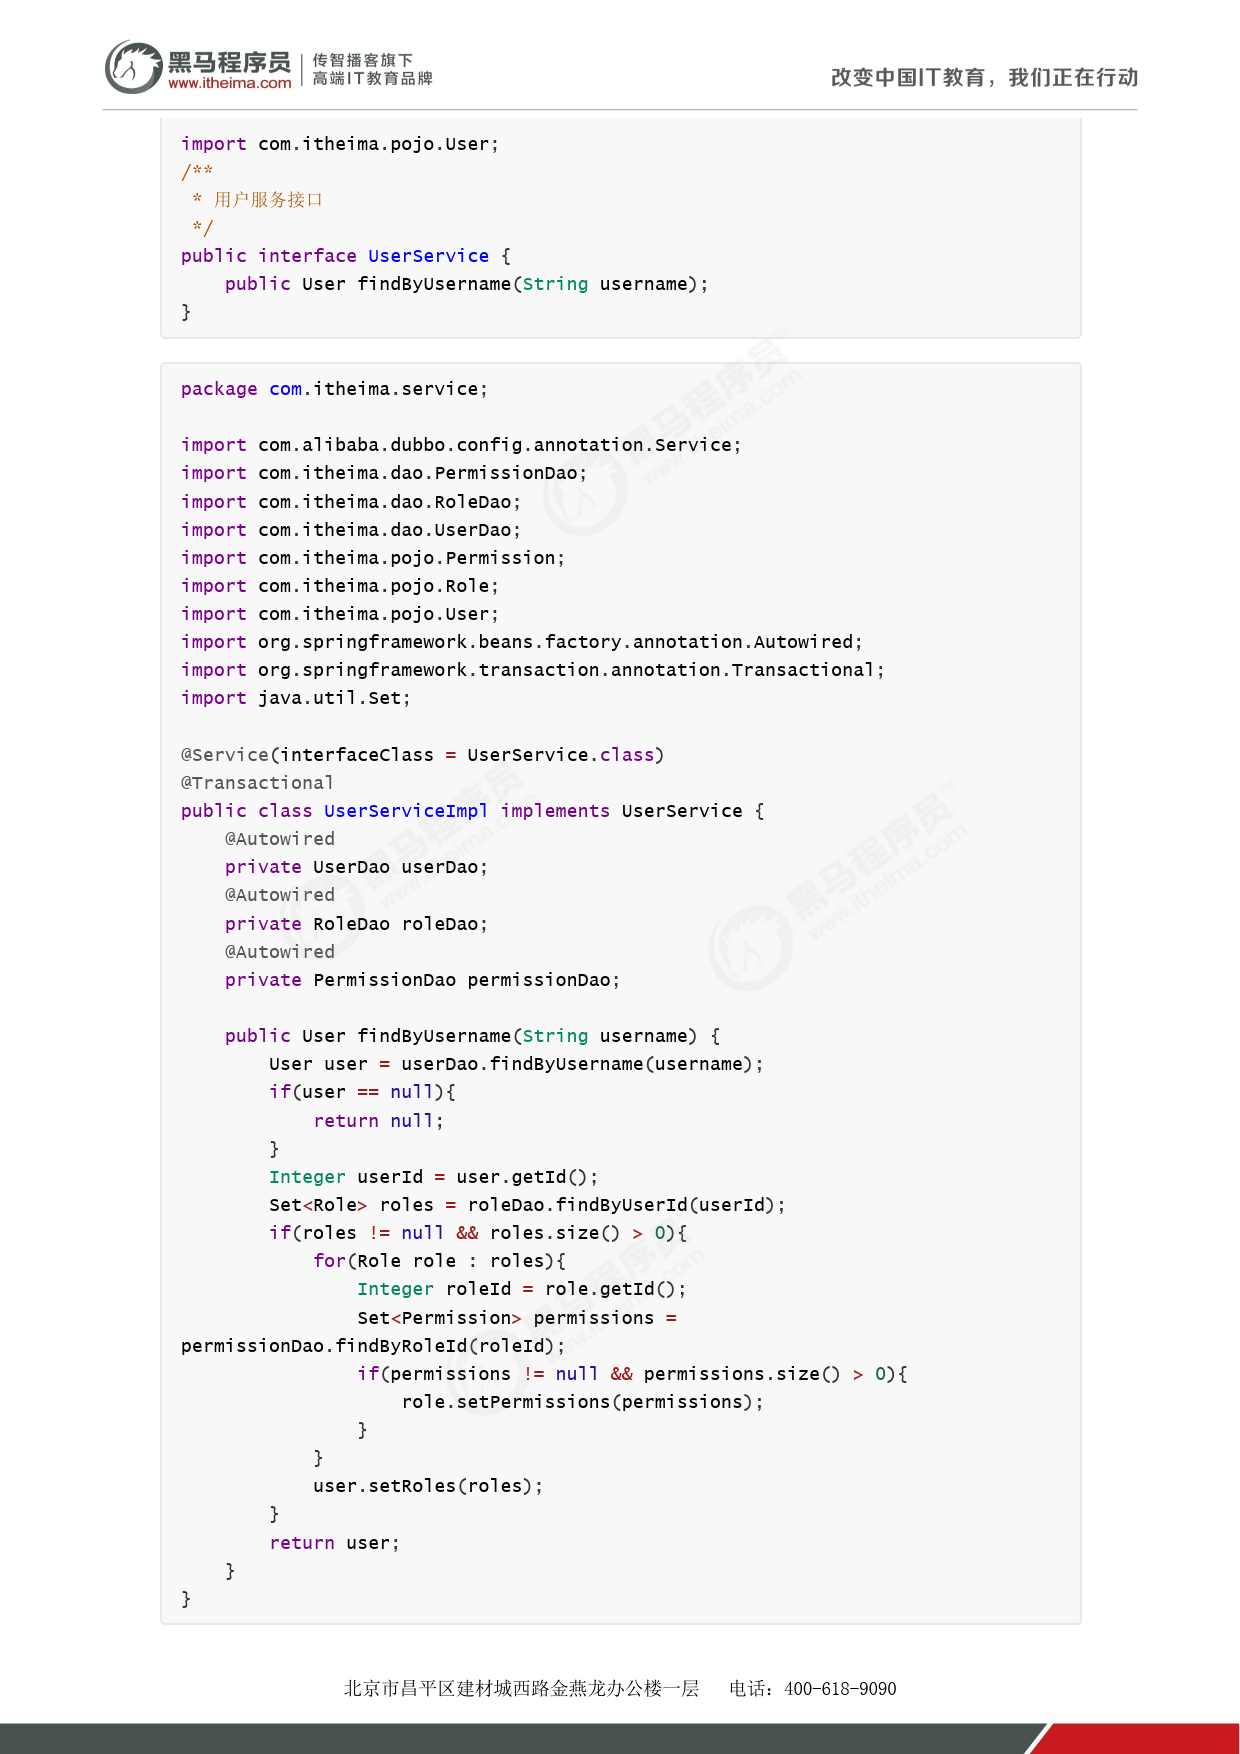 黑马程序员
www.itheima.com
传智播客旗下
高端IT教育品牌
改变中国IT教育，我们正在行动
import com.itheima.pojo.User;
/**
 * 用户服务接口
 */
public interface UserService {
    public User findByUsername(String username);
}
package com.itheima.service;

import com.alibaba.dubbo.config.annotation.Service;
import com.itheima.dao.PermissionDao;
import com.itheima.dao.RoleDao;
import com.itheima.dao.UserDao;
import com.itheima.pojo.Permission;
import com.itheima.pojo.Role;
import com.itheima.pojo.User;
import org.springframework.beans.factory.annotation.Autowired;
import org.springframework.transaction.annotation.Transactional;
import java.util.Set;

@Service(interfaceClass = UserService.class)
@Transactional
public class UserServiceImpl implements UserService {
    @Autowired
    private UserDao userDao;
    @Autowired
    private RoleDao roleDao;
    @Autowired
    private PermissionDao permissionDao;

    public User findByUsername(String username) {
        User user = userDao.findByUsername(username);
        if(user == null){
            return null;
        }
        Integer userId = user.getId();
        Set<Role> roles = roleDao.findByUserId(userId);
        if(roles != null && roles.size() > 0){
            for(Role role : roles){
                Integer roleId = role.getId();
                Set<Permission> permissions =
permissionDao.findByRoleId(roleId);
                if(permissions != null && permissions.size() > 0){
                    role.setPermissions(permissions);
                }
            }
            user.setRoles(roles);
        }
        return user;
    }
}
北京市昌平区建材城西路金燕龙办公楼一层 电话：400-618-9090